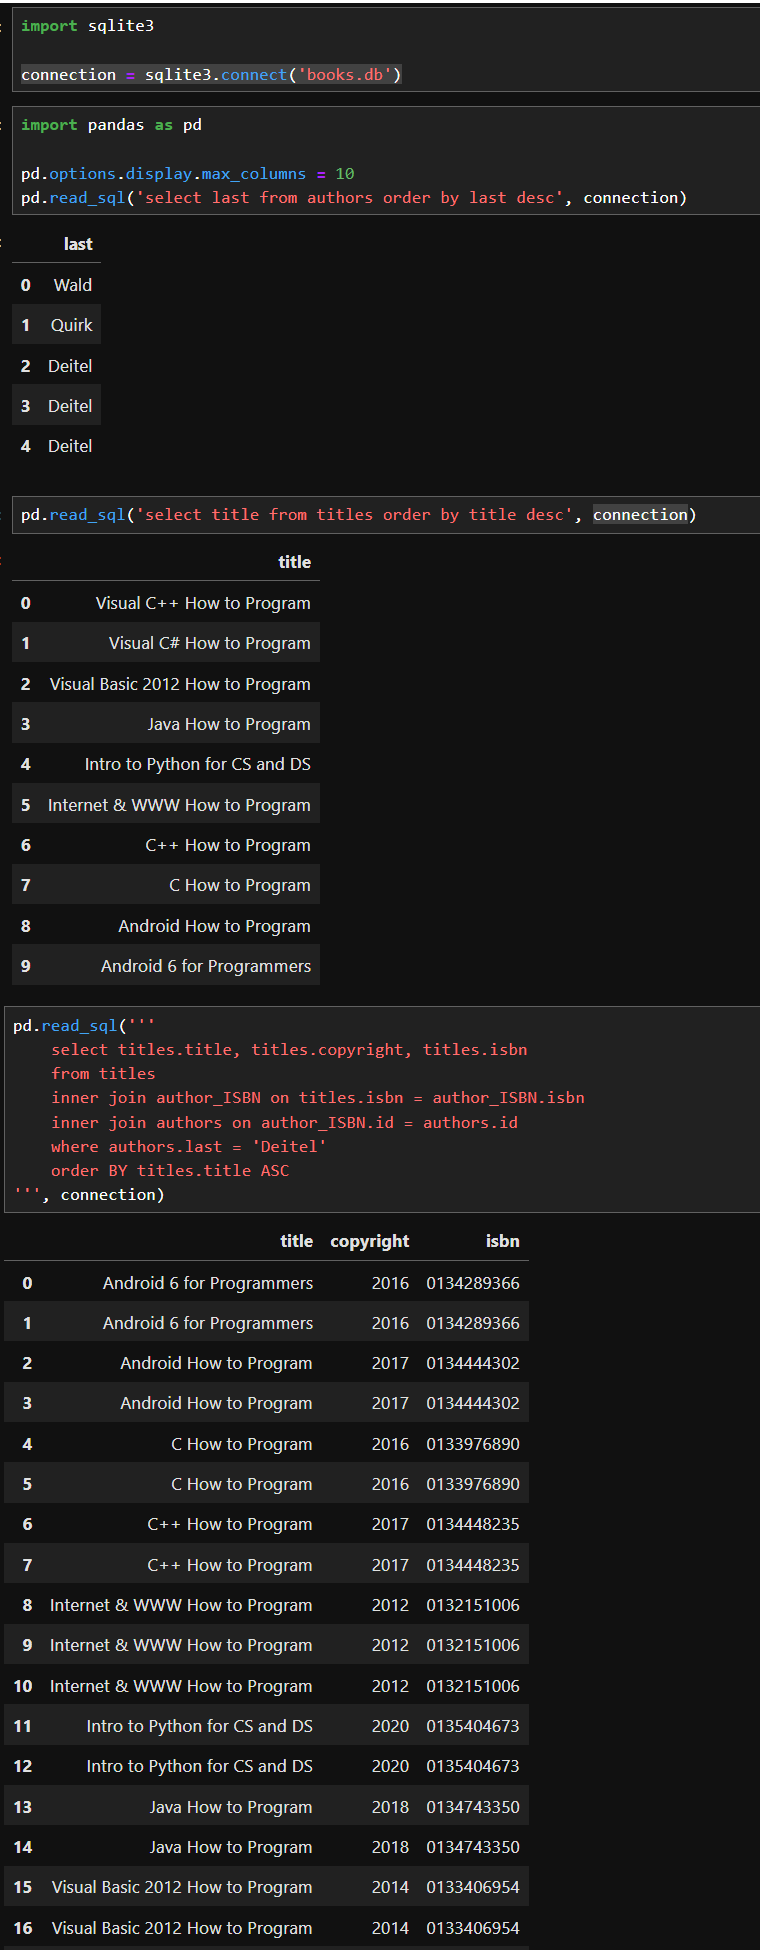 import sqlite3
connection = sqlite3.connect('books.db')
import pandas as pd
pd.options.display.max_columns = 10
pd.read_sql('select last from authors order by last desc', connection)
last
0 Wald
1 Quirk
2 Deitel
3 Deitel
4 Deitel
pd.read_sql('select title from titles order by title desc', connection)
title
0 Visual C++ How to Program
1 Visual C# How to Program
2 Visual Basic 2012 How to Program
3 Java How to Program
4 Intro to Python for CS and DS
5 Internet & WWW How to Program
6 C++ How to Program
7 C How to Program
8 Android How to Program
9 Android 6 for Programmers
pd.read_sql('''
select titles.title, titles.copyright, titles.isbn
from titles
inner join author_ISBN on titles.isbn = author_ISBN.isbn
inner join authors on author_ISBN.id = authors.id
where authors.last = 'Deitel'
order BY titles.title ASC
''', connection)
title copyright isbn
0 Android 6 for Programmers 2016 0134289366
1 Android 6 for Programmers 2016 0134289366
2 Android How to Program 2017 0134444302
3 Android How to Program 2017 0134444302
4 C How to Program 2016 0133976890
5 C How to Program 2016 0133976890
6 C++ How to Program 2017 0134448235
7 C++ How to Program 2017 0134448235
8 Internet & WWW How to Program 2012 0132151006
9 Internet & WWW How to Program 2012 0132151006
10 Internet & WWW How to Program 2012 0132151006
11 Intro to Python for CS and DS 2020 0135404673
12 Intro to Python for CS and DS 2020 0135404673
13 Java How to Program 2018 0134743350
14 Java How to Program 2018 0134743350
15 Visual Basic 2012 How to Program 2014 0133406954
16 Visual Basic 2012 How to Program 2014 0133406954